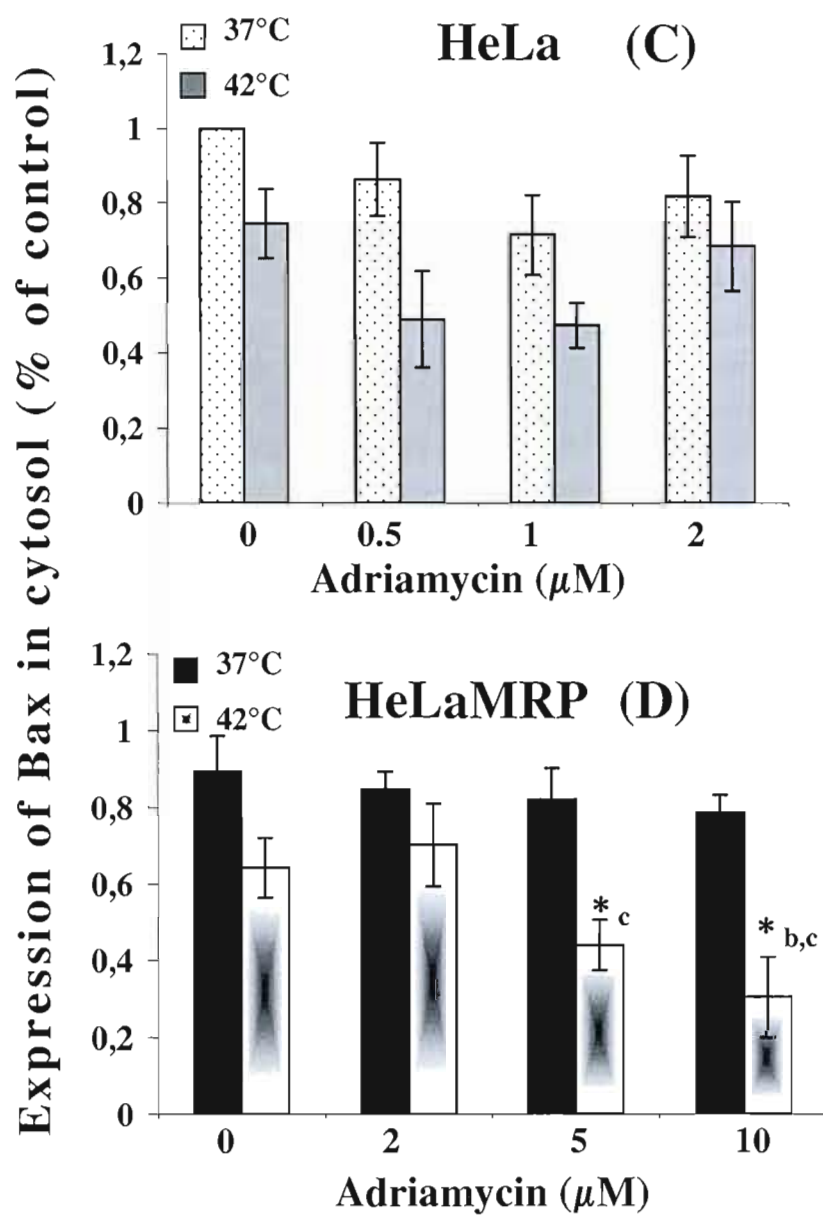 Expression of Bax in cytosol (% of control)
37°C
42°C
HeLa (C)
1,2
1
0,8
0,6
0,4
0,2
0
0 0.5 1 2
Adriamycin (µM)
37°C
42°C
HeLaMRP (D)
1,2
1
0,8
0,6
0,4
0,2
0
* c
* b,c
0 2 5 10
Adriamycin (µM)